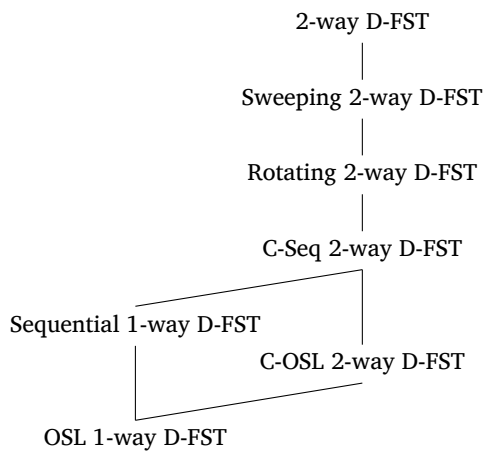 2-way D-FST
Sweeping 2-way D-FST
Rotating 2-way D-FST
C-Seq 2-way D-FST
Sequential 1-way D-FST
C-OSL 2-way D-FST
OSL 1-way D-FST